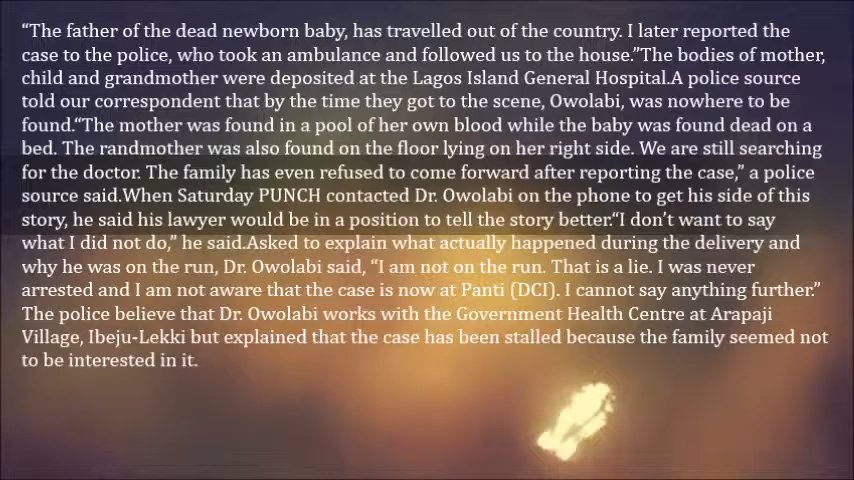 “The father of the dead newborn baby, has travelled out of the country. I later reported the
case to the police, who took an ambulance and followed us to the house.”The bodies of mother,
child and grandmother were deposited at the Lagos Island General Hospital.A police source
told our correspondent that by the time they got to the scene, Owolabi, was nowhere to be
found.“The mother was found in a pool of her own blood while the baby was found dead on a
bed. The randmother was also found on the floor lying on her right side. We are still searching
for the doctor. The family has even refused to come forward after reporting the case,” a police
source said.When Saturday PUNCH contacted Dr. Owolabi on the phone to get his side of this
story, he said his lawyer would be in a position to tell the story better.“I don’t want to say
what I did not do,” he said.Asked to explain what actually happened during the delivery and
why he was on the run, Dr. Owolabi said, “I am not on the run. That is a lie. I was never
arrested and I am not aware that the case is now at Panti (DCI). I cannot say anything further.”
The police believe that Dr. Owolabi works with the Government Health Centre at Arapaji
Village, Ibeju-Lekki but explained that the case has been stalled because the family seemed not
to be interested in it.